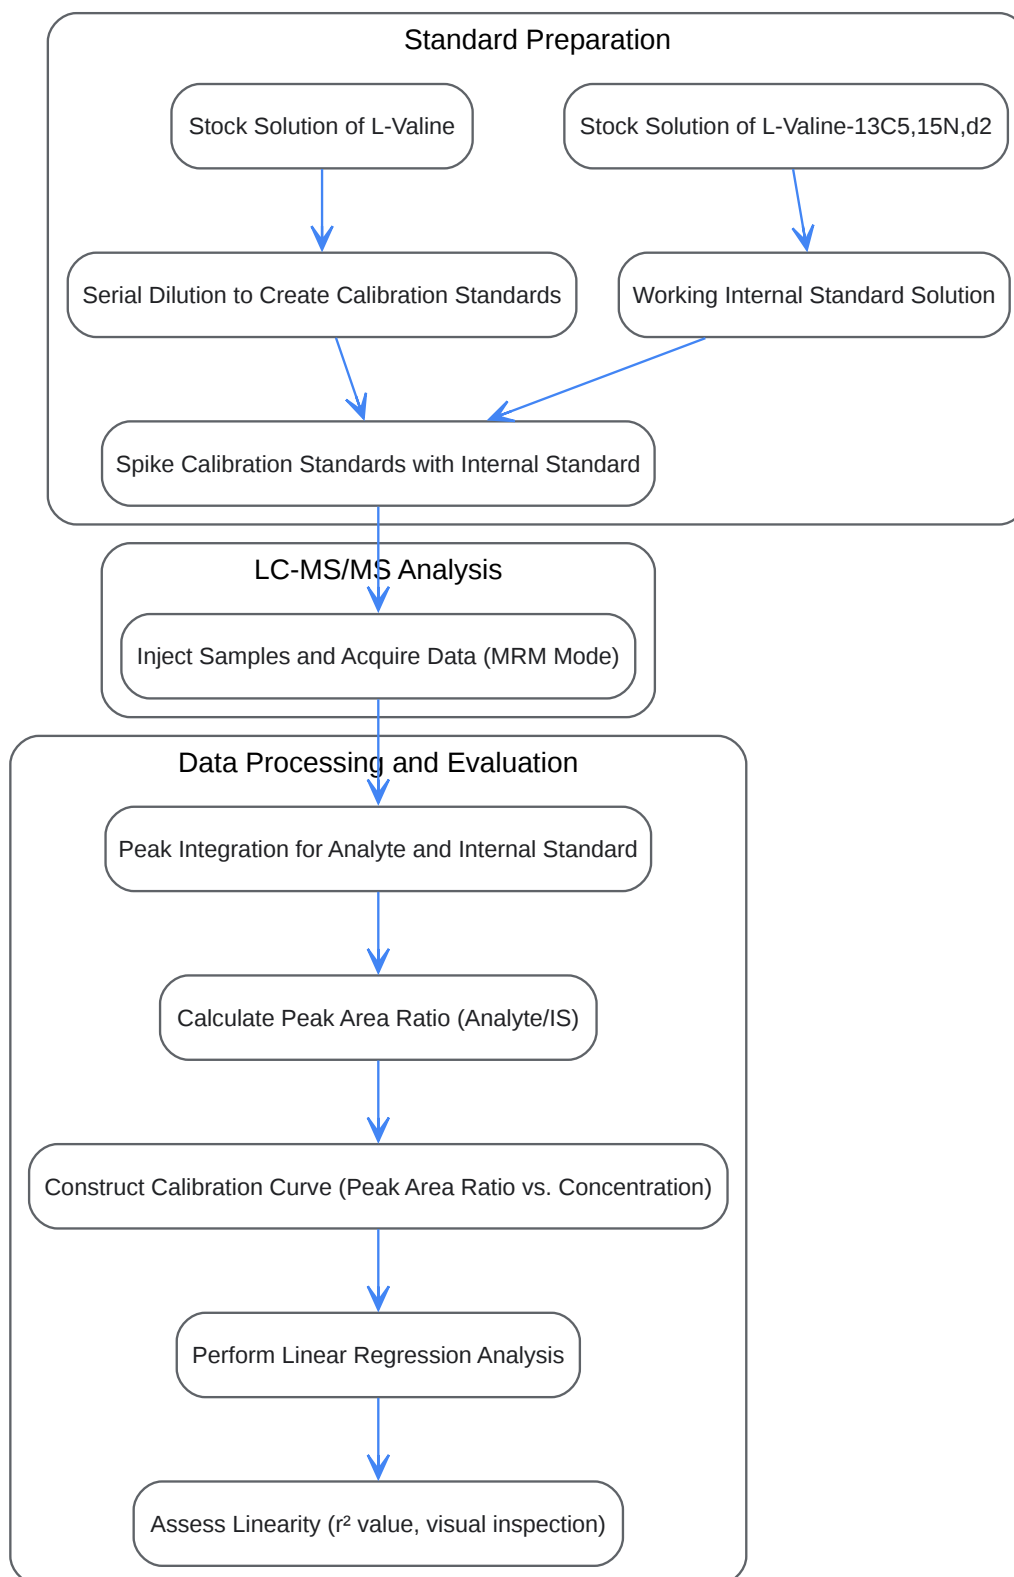 Standard Preparation
Stock Solution of L-Valine
Stock Solution of L-Valine-13C5,15N,d2
Serial Dilution to Create Calibration Standards
Working Internal Standard Solution
Spike Calibration Standards with Internal Standard
LC-MS/MS Analysis
Inject Samples and Acquire Data (MRM Mode)
Data Processing and Evaluation
Peak Integration for Analyte and Internal Standard
Calculate Peak Area Ratio (Analyte/IS)
Construct Calibration Curve (Peak Area Ratio vs. Concentration)
Perform Linear Regression Analysis
Assess Linearity (r² value, visual inspection)